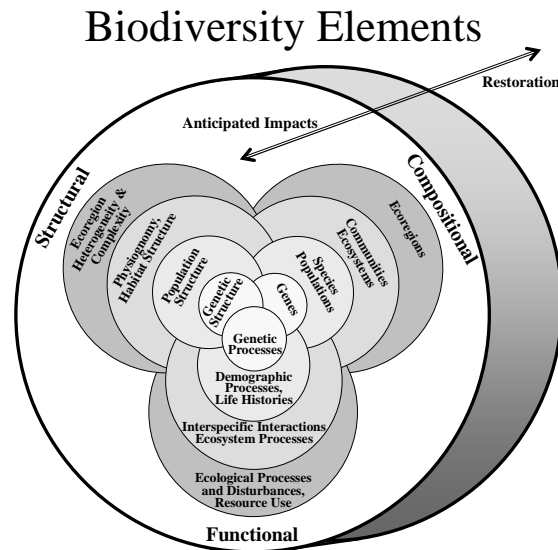 Biodiversity Elements
Restoration
Anticipated Impacts
Structural
Compositional
Ecoregion
Heterogeneity &
Complexity
Physiognomy,
Habitat Structure
Population
Structure
Genetic
Structure
Genes
Species
Populations
Communities
Ecosystems
Ecoregions
Genetic
Processes
Demographic
Processes,
Life Histories
Interspecific Interactions
Ecosystem Processes
Ecological Processes
and Disturbances,
Resource Use
Functional